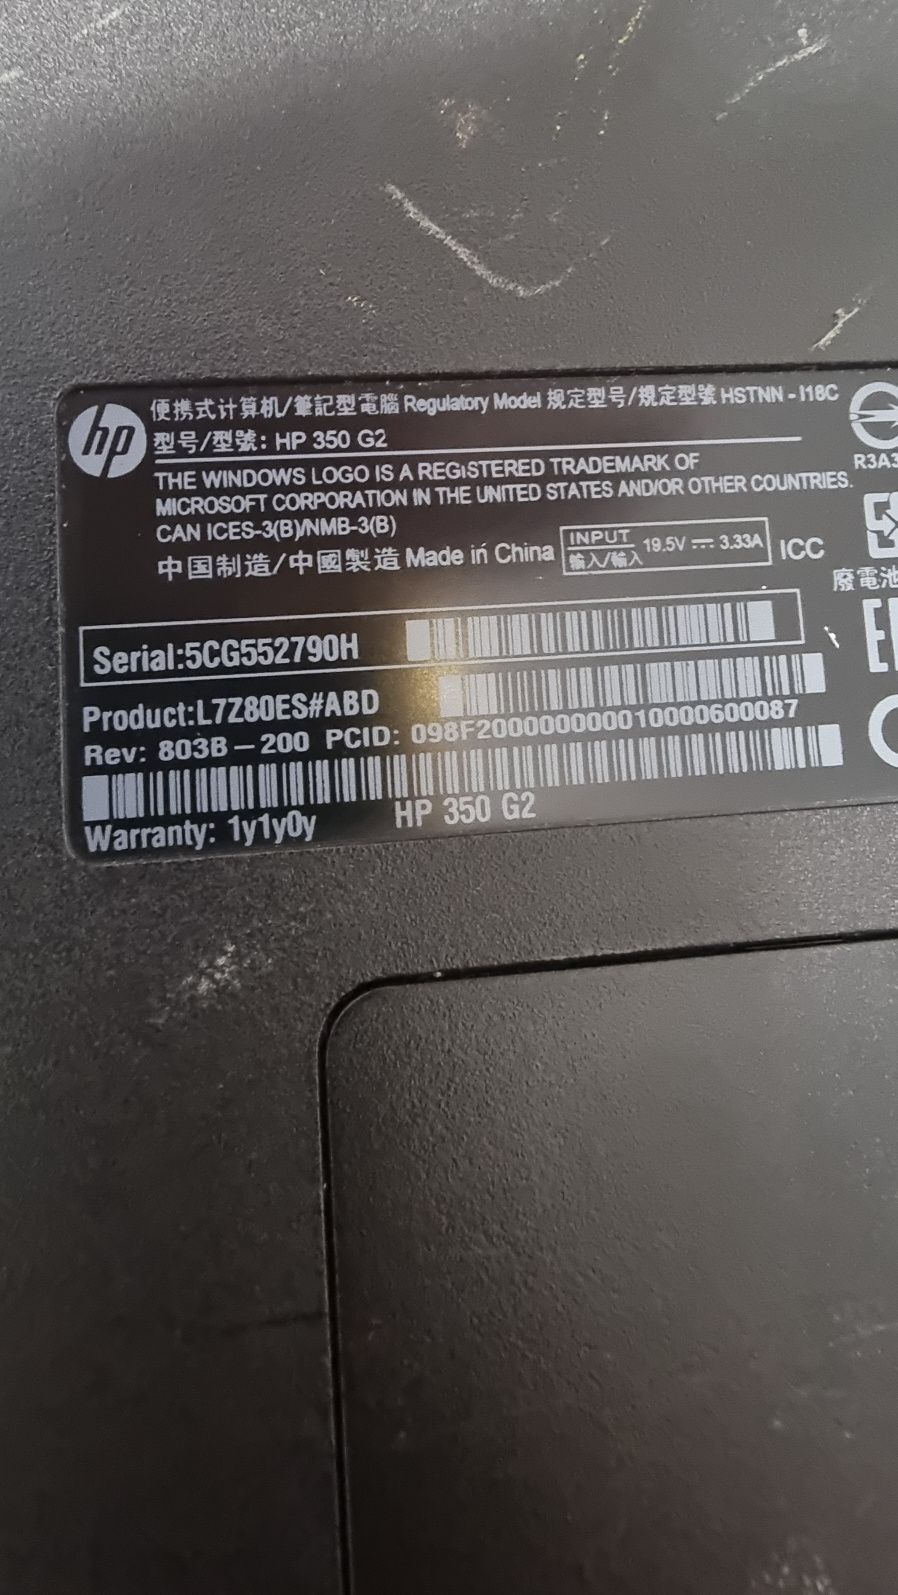 hp
便携式计算机/筆記型電腦 Regulatory Model 规定型号/規定型號 HSTNN - I18C
型号/型號: HP 350 G2
R3A3
THE WINDOWS LOGO IS A REGISTERED TRADEMARK OF
MICROSOFT CORPORATION IN THE UNITED STATES AND/OR OTHER COUNTRIES.
CAN ICES-3(B)/NMB-3(B)
中国制造/中國製造 Made in China INPUT 输入/輸入 19.5V ⎓ 3.33A ICC
廢電池
Serial:5CG552790H
Product:L7Z80ES#ABD
Rev: 803B-200 PCID: 098F2000000000010000600087
Warranty: 1y1y0y HP 350 G2